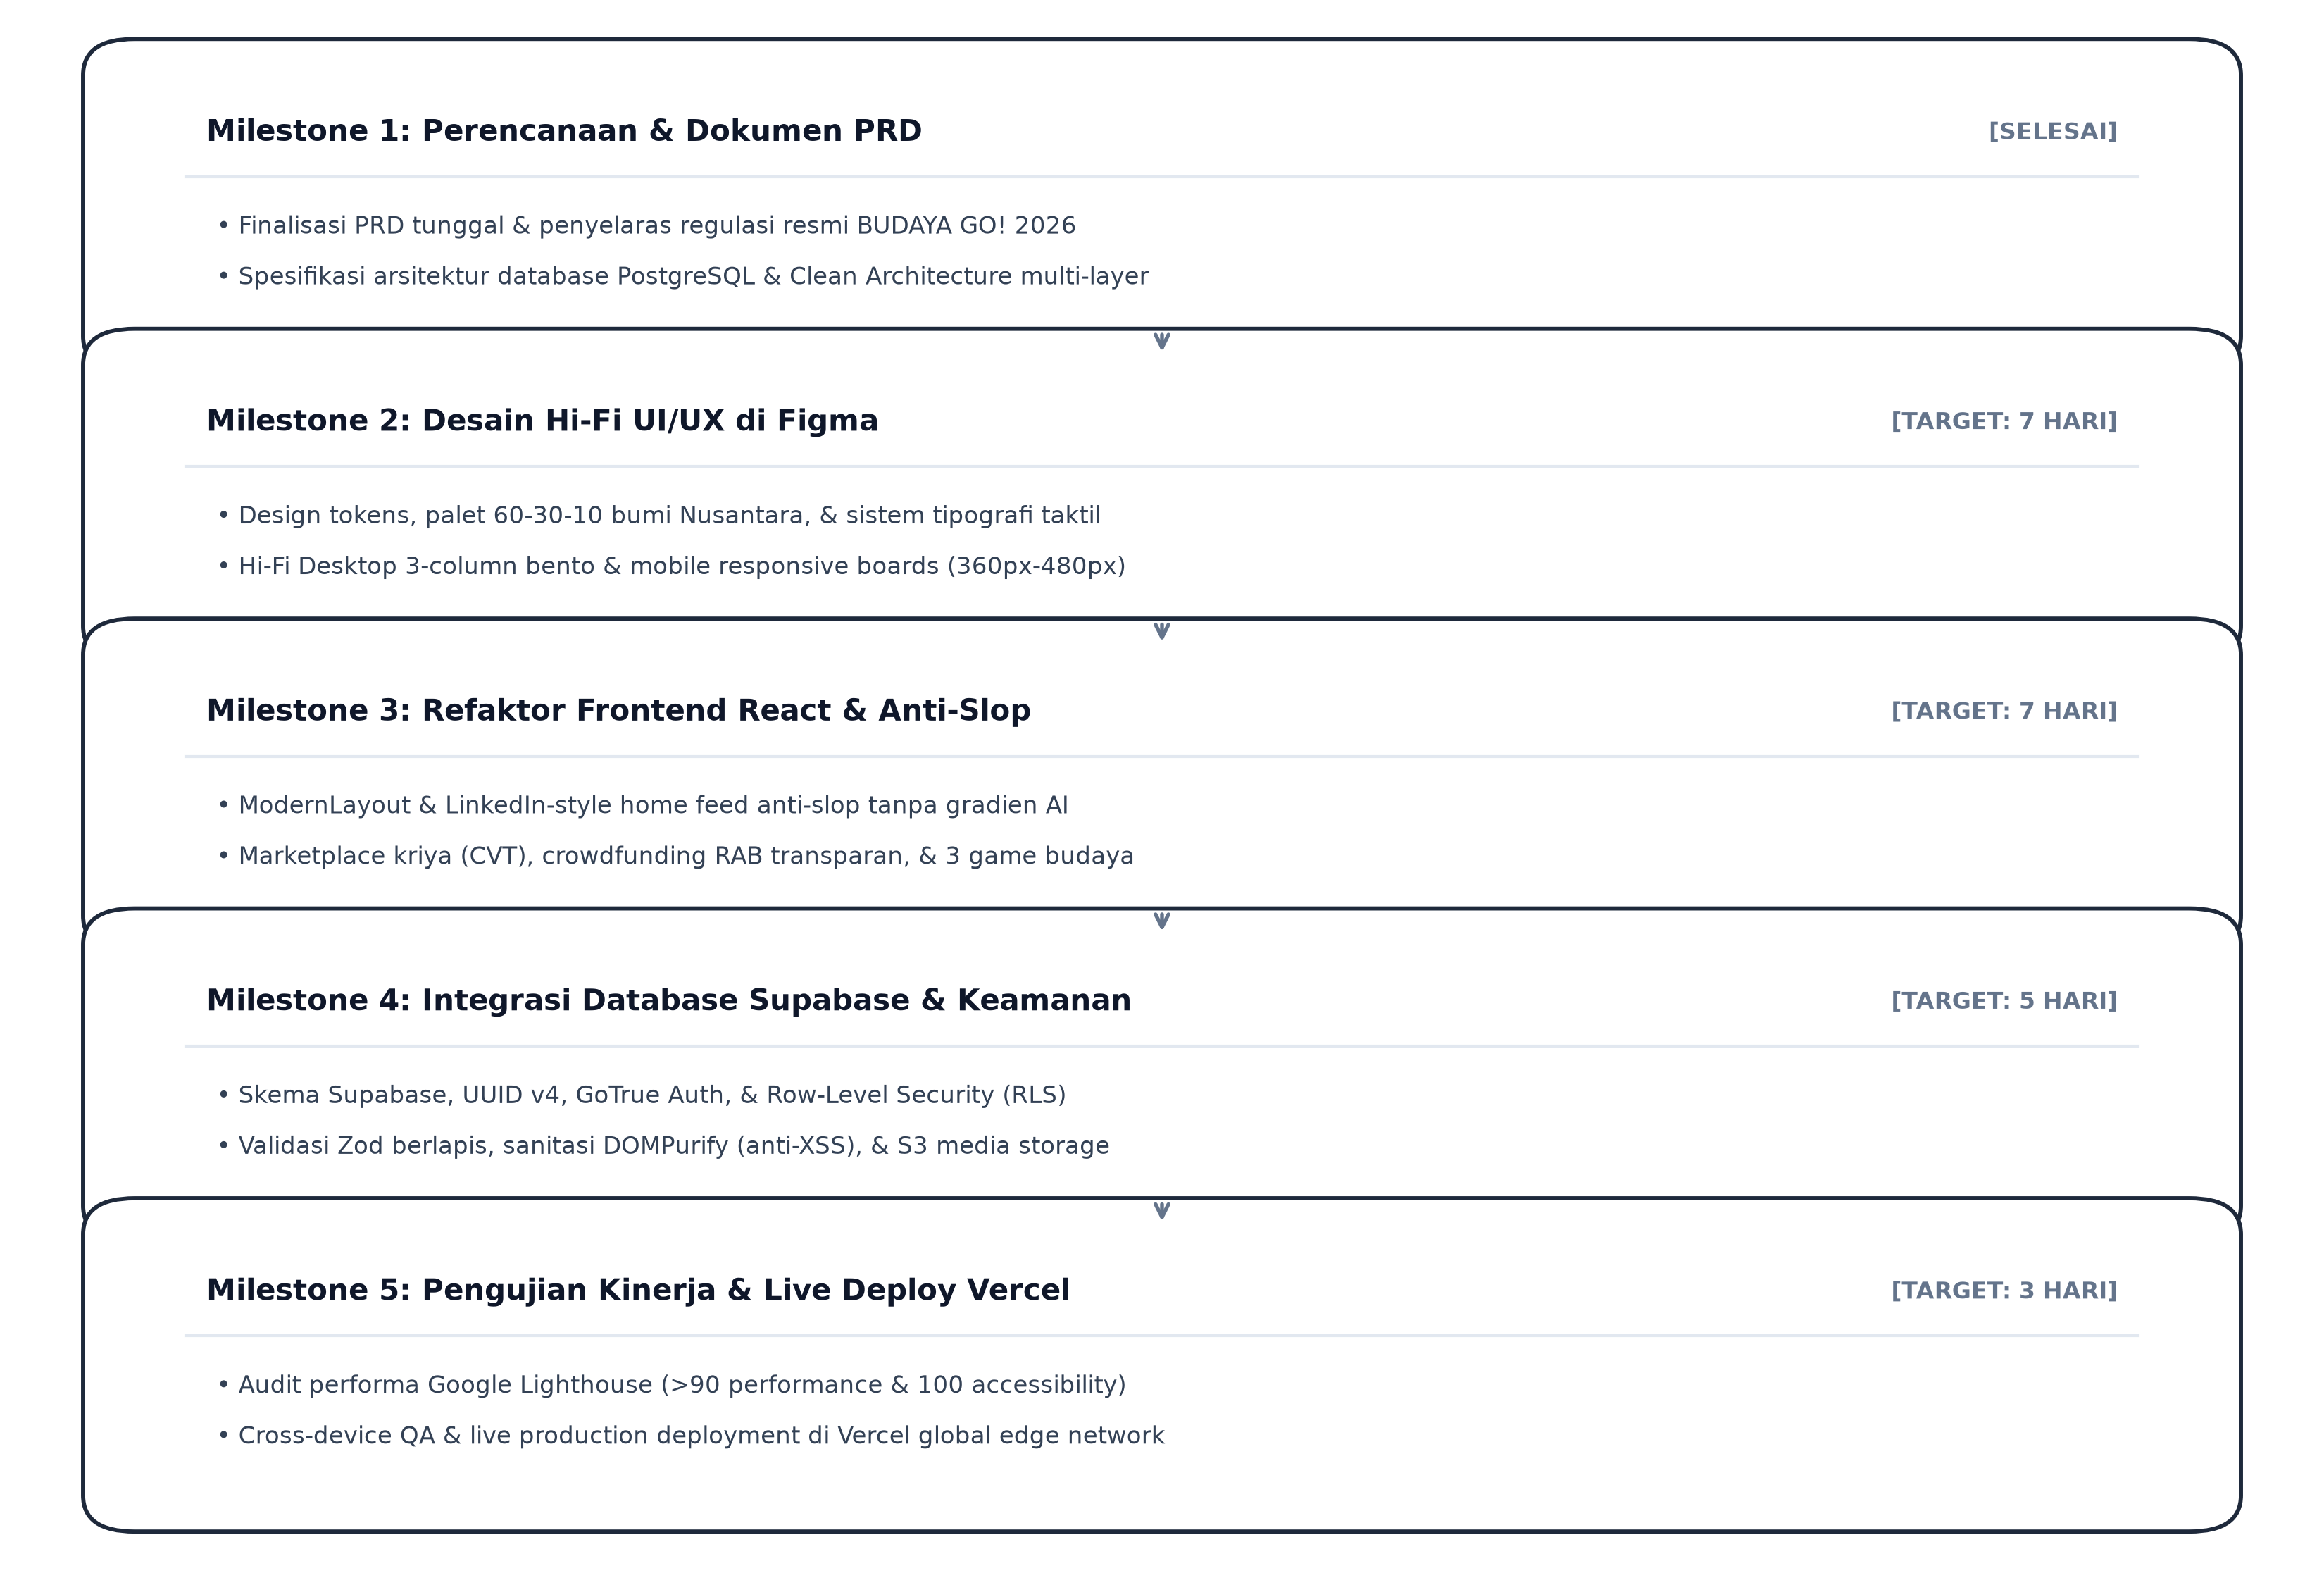 Milestone 1: Perencanaan & Dokumen PRD
[SELESAI]
• Finalisasi PRD tunggal & penyelaras regulasi resmi BUDAYA GO! 2026
• Spesifikasi arsitektur database PostgreSQL & Clean Architecture multi-layer
Milestone 2: Desain Hi-Fi UI/UX di Figma
[TARGET: 7 HARI]
• Design tokens, palet 60-30-10 bumi Nusantara, & sistem tipografi taktil
• Hi-Fi Desktop 3-column bento & mobile responsive boards (360px-480px)
Milestone 3: Refaktor Frontend React & Anti-Slop
[TARGET: 7 HARI]
• ModernLayout & LinkedIn-style home feed anti-slop tanpa gradien AI
• Marketplace kriya (CVT), crowdfunding RAB transparan, & 3 game budaya
Milestone 4: Integrasi Database Supabase & Keamanan
[TARGET: 5 HARI]
• Skema Supabase, UUID v4, GoTrue Auth, & Row-Level Security (RLS)
• Validasi Zod berlapis, sanitasi DOMPurify (anti-XSS), & S3 media storage
Milestone 5: Pengujian Kinerja & Live Deploy Vercel
[TARGET: 3 HARI]
• Audit performa Google Lighthouse (>90 performance & 100 accessibility)
• Cross-device QA & live production deployment di Vercel global edge network